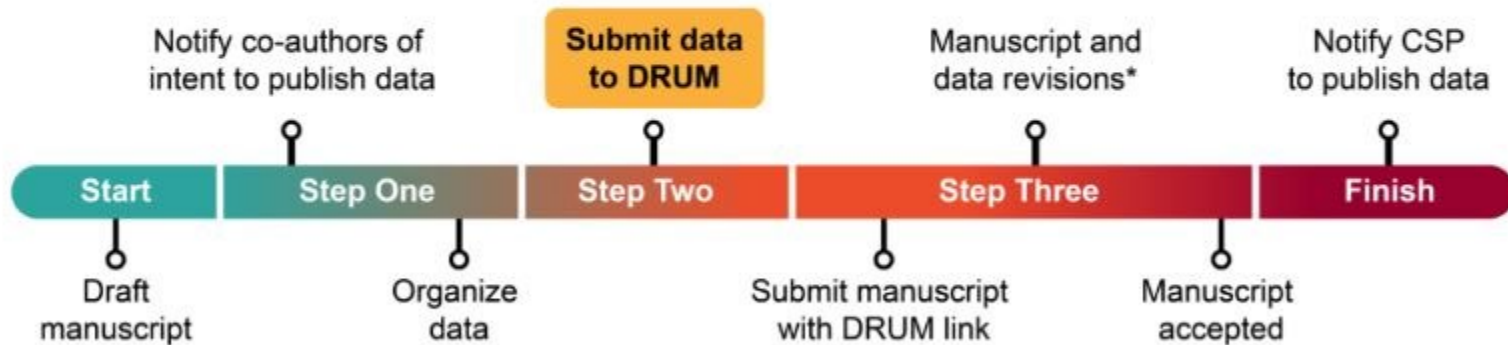 Notify co-authors of
intent to publish data
Submit data
to DRUM
Manuscript and
data revisions*
Notify CSP
to publish data
Start
Step One
Step Two
Step Three
Finish
Draft
manuscript
Organize
data
Submit manuscript
with DRUM link
Manuscript
accepted